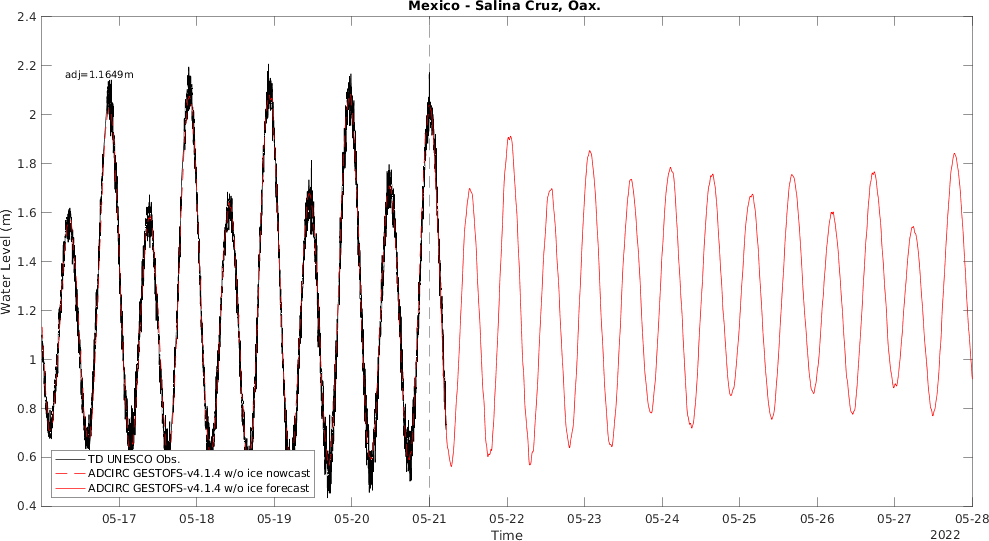 Mexico - Salina Cruz, Oax.
2.4
2.2
2
1.8
1.6
1.4
1.2
1
0.8
0.6
0.4
Water Level (m)
adj=1.1649m
TD UNESCO Obs.
ADCIRC GESTOFS-v4.1.4 w/o ice nowcast
ADCIRC GESTOFS-v4.1.4 w/o ice forecast
05-17 05-18 05-19 05-20 05-21 05-22 05-23 05-24 05-25 05-26 05-27 05-28
Time
2022